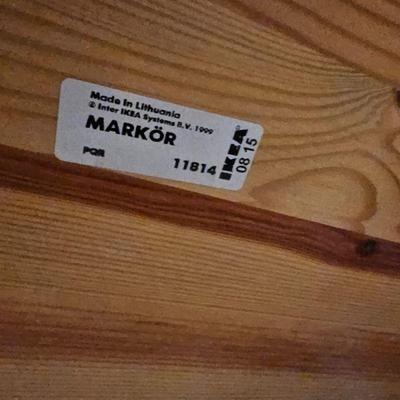 Made in Lithuania
© Inter IKEA Systems B.V. 1999
MARKÖR
PQR
11814
IKEA
08 15